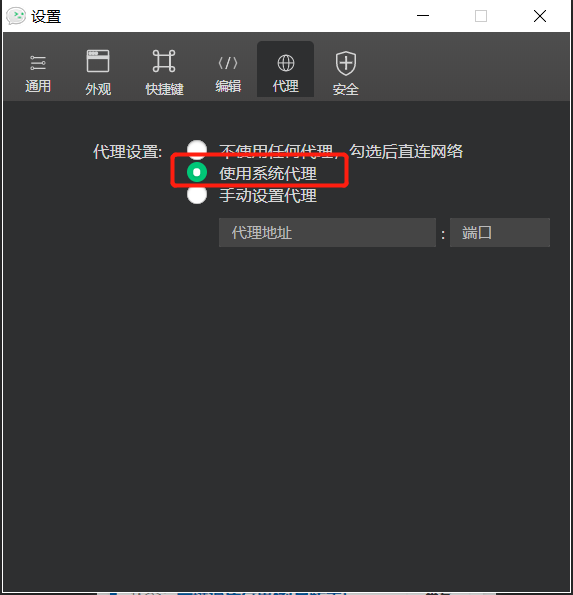 设置
通用
外观
快捷键
编辑
代理
安全
代理设置:
不使用任何代理，勾选后直连网络
使用系统代理
手动设置代理
代理地址 : 端口